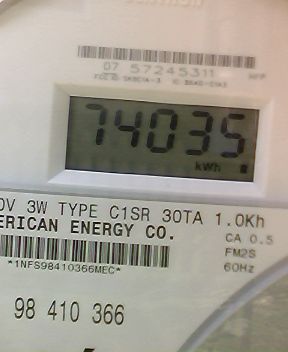 07 57245311
74035
kWh
0V 3W TYPE C1SR 30TA 1.0Kh
ERICAN ENERGY CO.
CA 0.5
FM2S
60Hz
*1NFS98410366MEC*
98 410 366